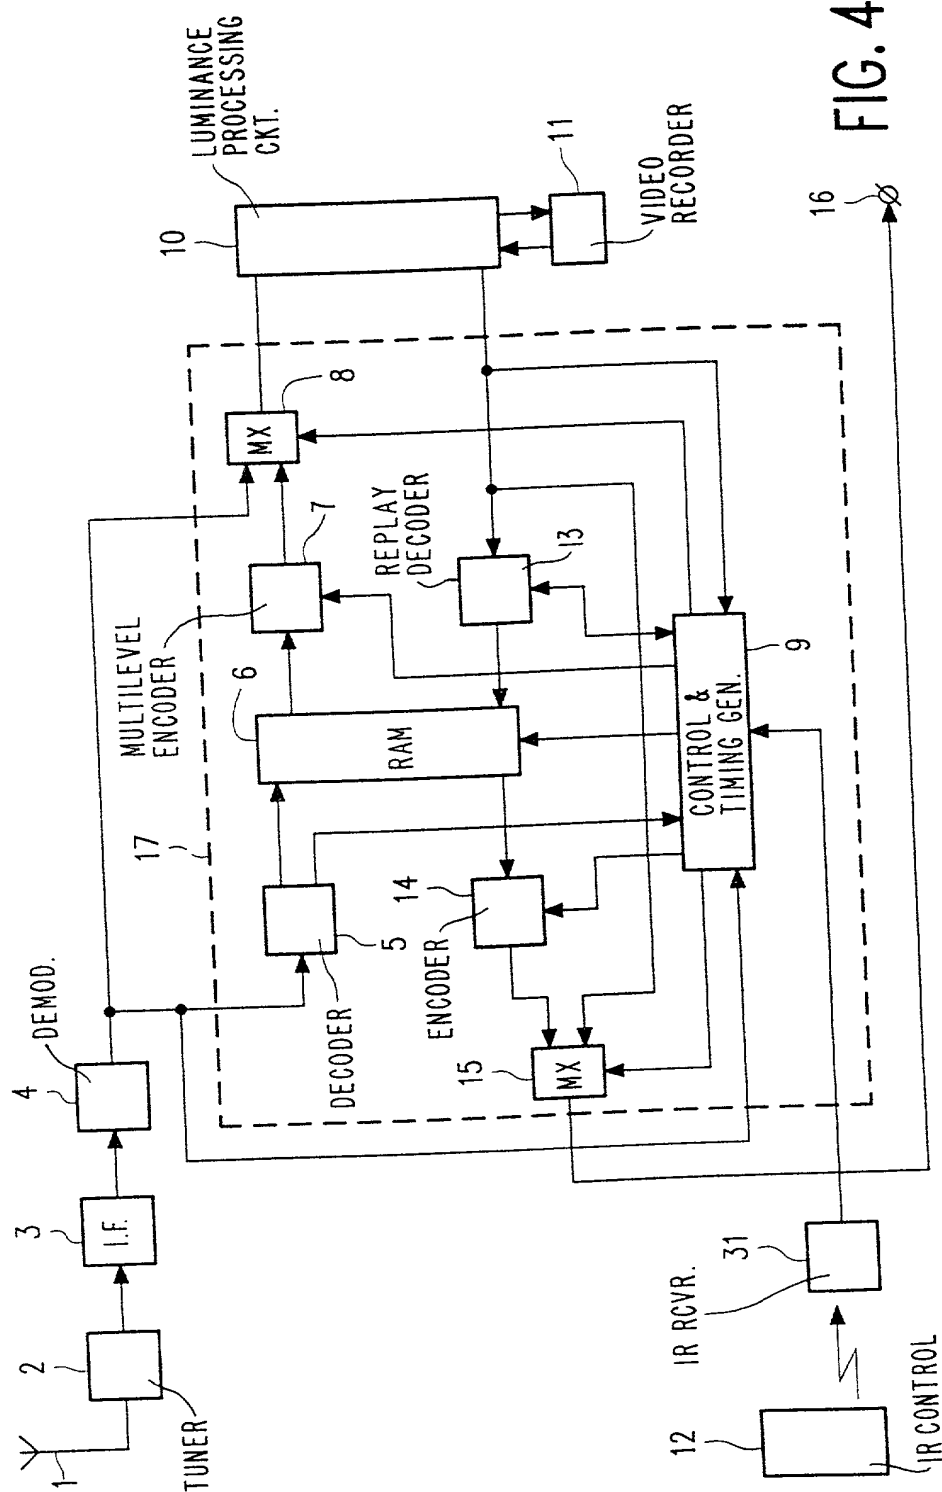 1
2
TUNER
3
I.F.
4
DEMOD.
17
MULTILEVEL
ENCODER
7
6
RAM
5
DECODER
8
MX
10
LUMINANCE
PROCESSING
CKT.
11
VIDEO
RECORDER
REPLAY
DECODER
13
14
ENCODER
15
MX
CONTROL &
TIMING GEN.
9
16
12
IR CONTROL
31
IR RCVR.
FIG. 4